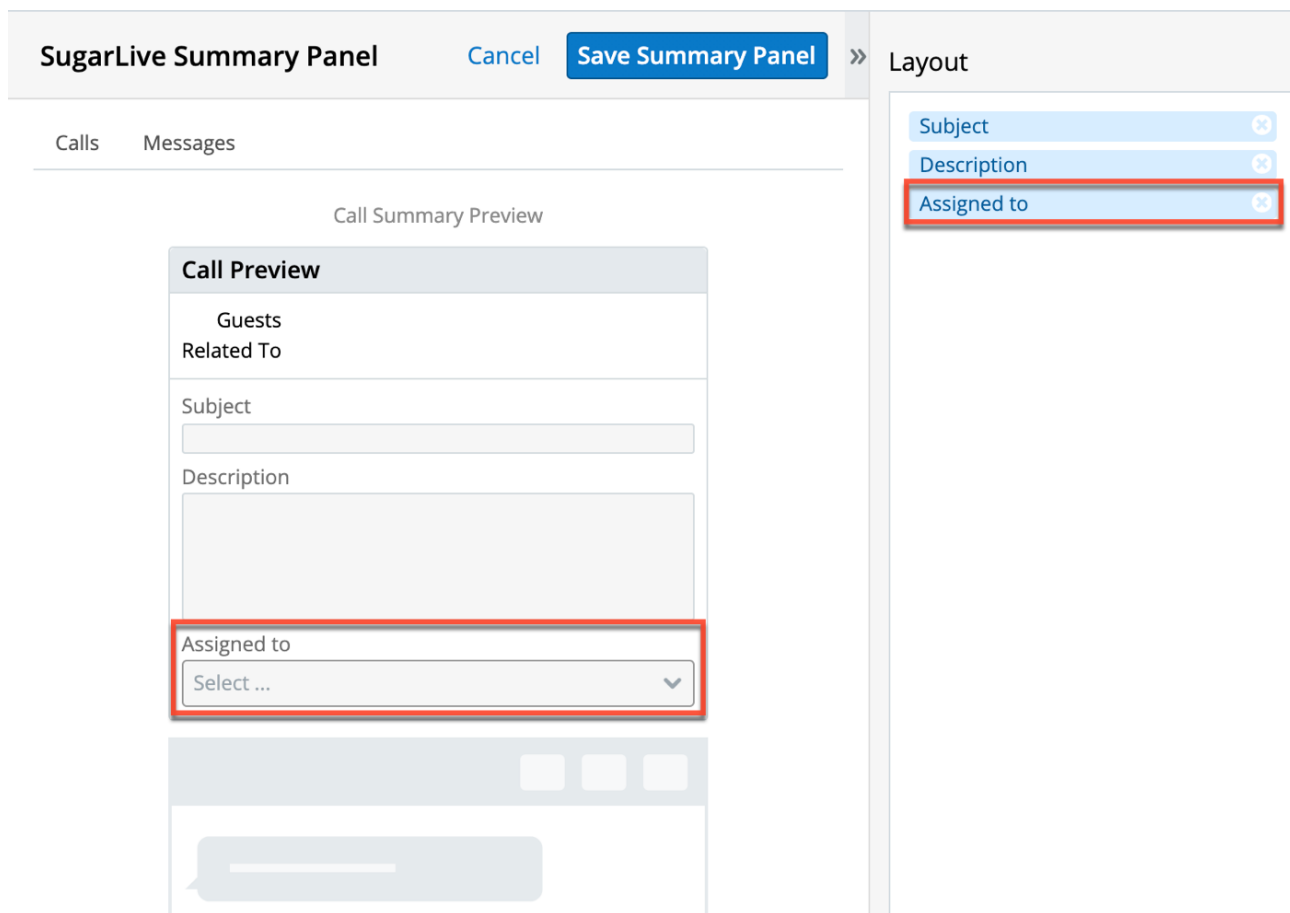 SugarLive Summary Panel Cancel Save Summary Panel »
Layout
Calls Messages
Call Summary Preview
Call Preview
Guests
Related To
Subject
Description
Assigned to
Select ...
Subject
Description
Assigned to